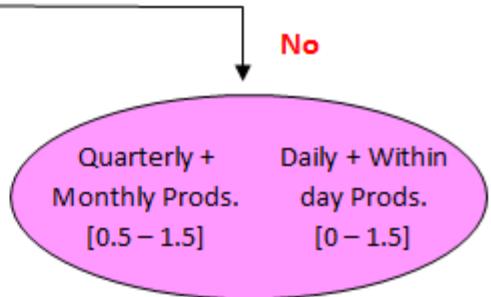 No
Quarterly +
Monthly Prods.
[0.5 – 1.5]
Daily + Within
day Prods.
[0 – 1.5]